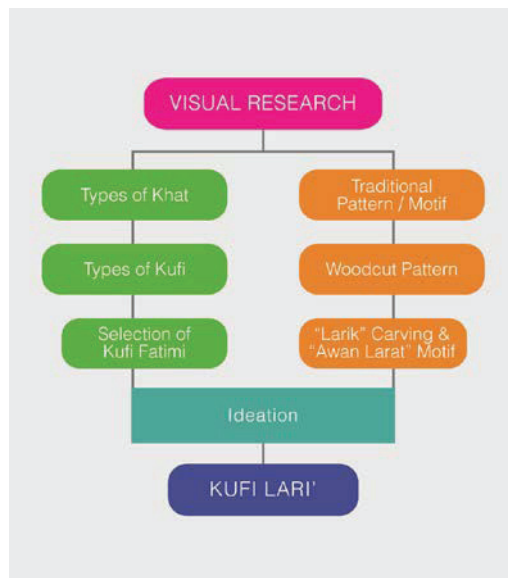 VISUAL RESEARCH
Types of Khat
Traditional
Pattern / Motif
Types of Kufi
Woodcut Pattern
Selection of
Kufi Fatimi
"Larik" Carving &
"Awan Larat" Motif
Ideation
KUFI LARI'